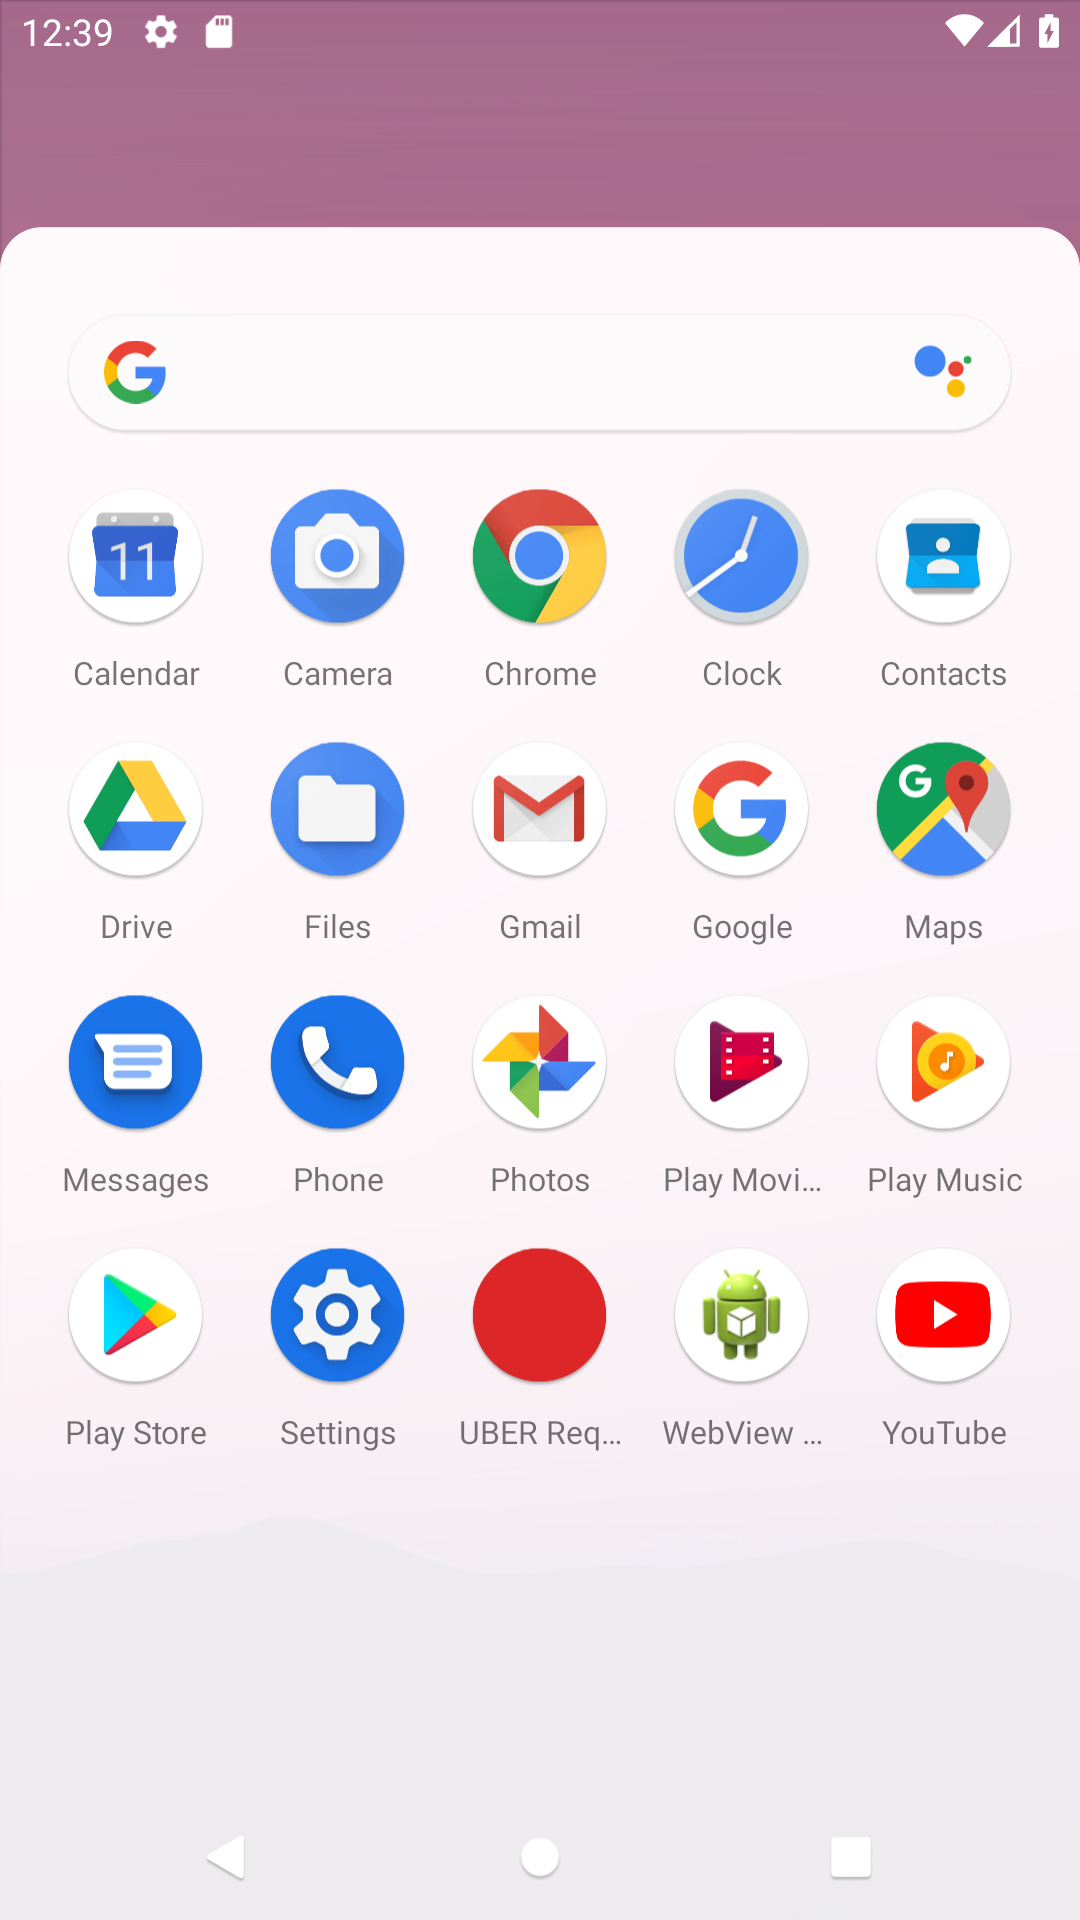 12:39
11
Calendar
Camera
Chrome
Clock
Contacts
Drive
Files
Gmail
Google
Maps
Messages
Phone
Photos
Play Movi...
Play Music
Play Store
Settings
UBER Req...
WebView ...
YouTube